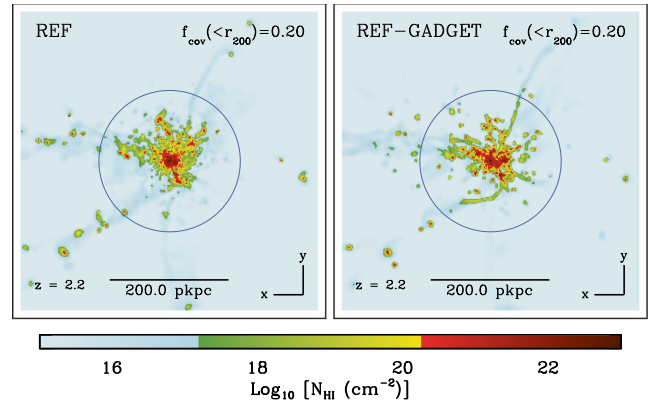 REF f_cov(<r_200)=0.20
REF-GADGET f_cov(<r_200)=0.20
z = 2.2 200.0 pkpc x y
z = 2.2 200.0 pkpc x y
16 18 20 22
Log_10 [N_HI (cm^-2)]